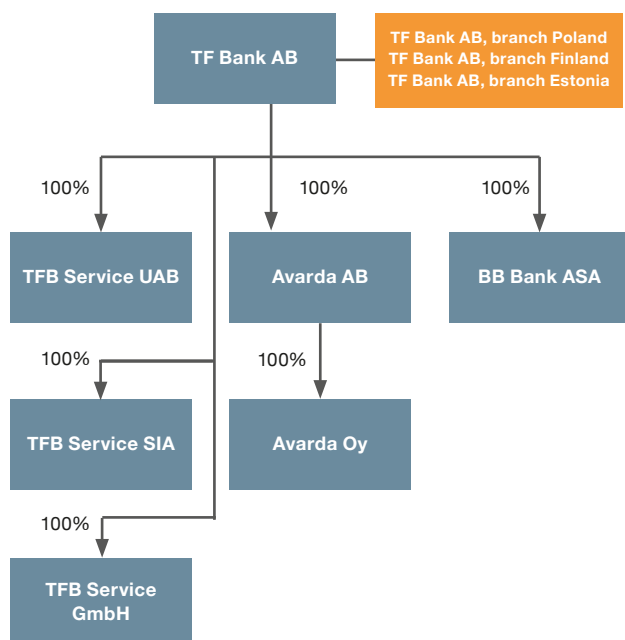 TF Bank AB
TF Bank AB, branch Poland
TF Bank AB, branch Finland
TF Bank AB, branch Estonia
100%
100%
100%
TFB Service UAB
Avarda AB
BB Bank ASA
100%
100%
TFB Service SIA
Avarda Oy
100%
TFB Service
GmbH